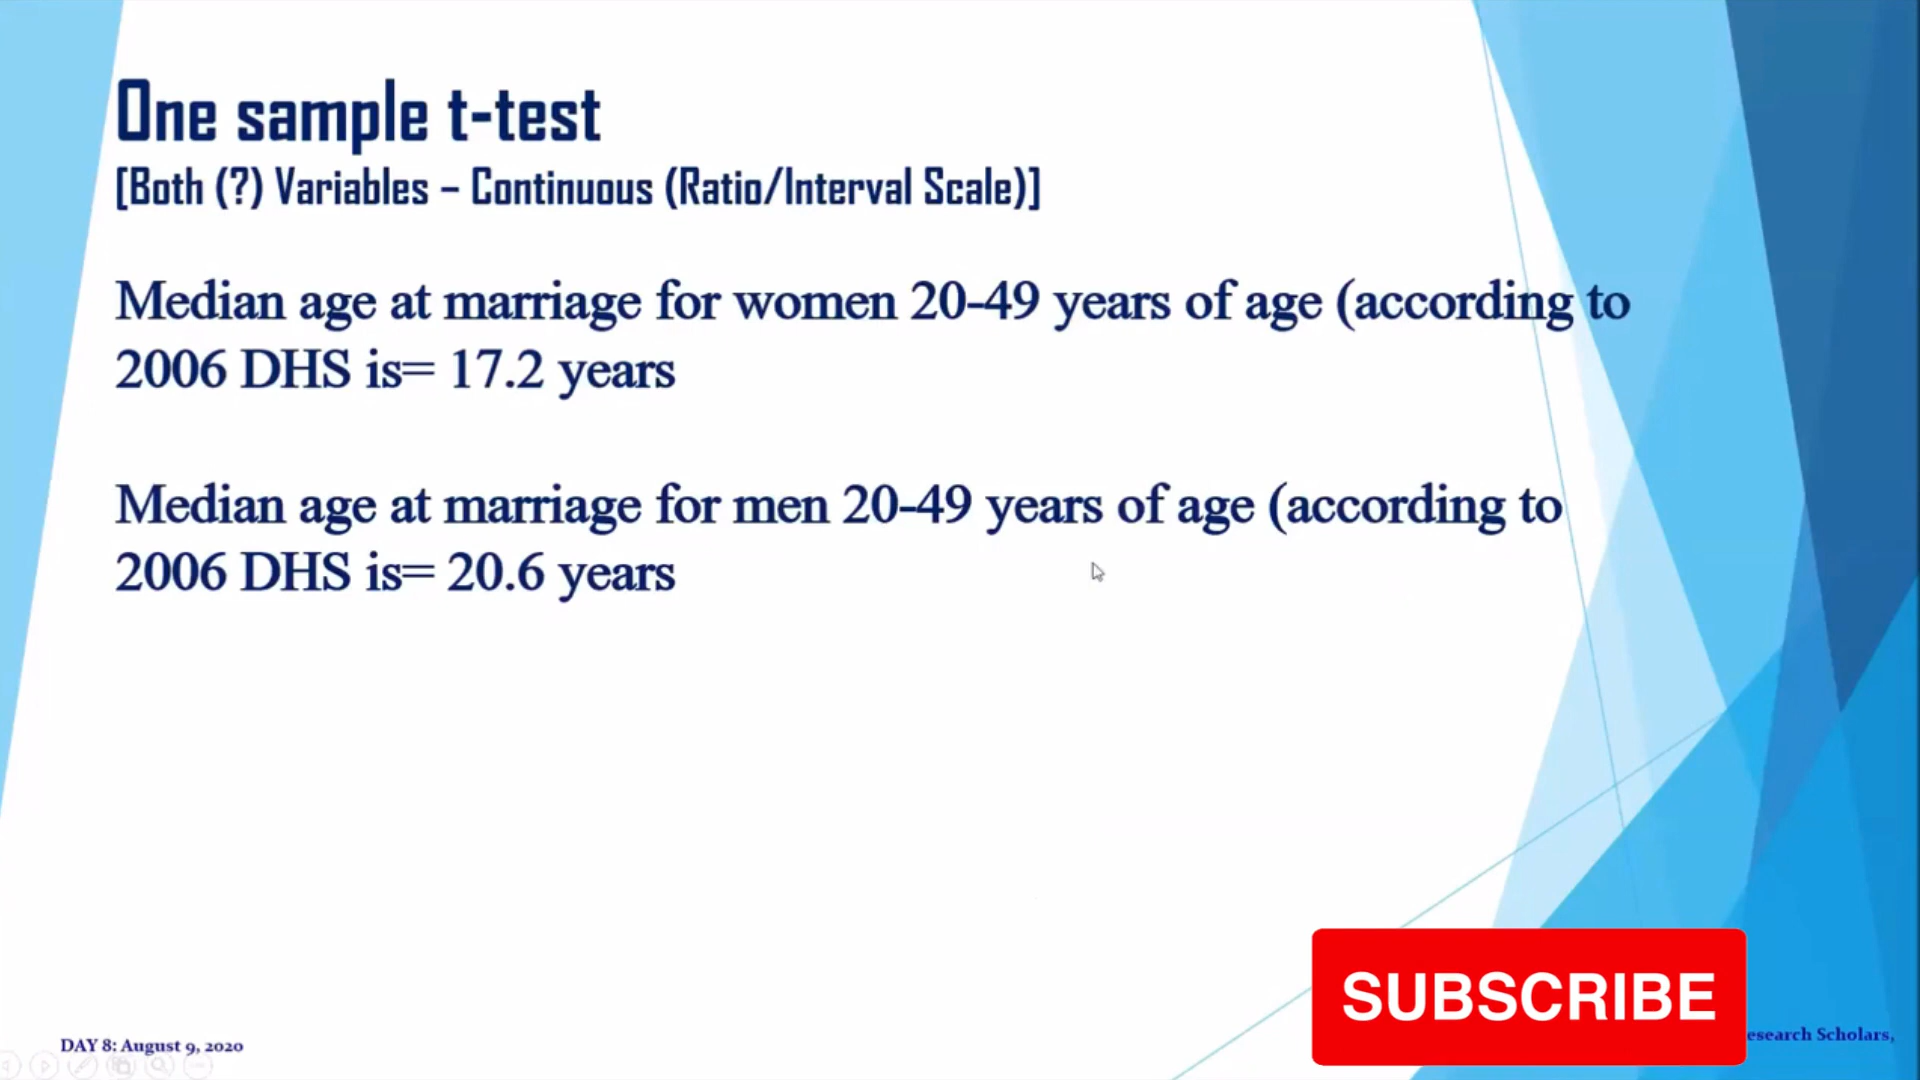 One sample t-test
[Both (?) Variables – Continuous (Ratio/Interval Scale)]
Median age at marriage for women 20-49 years of age (according to
2006 DHS is= 17.2 years
Median age at marriage for men 20-49 years of age (according to
2006 DHS is= 20.6 years
SUBSCRIBE
DAY 8: August 9, 2020
Scholars,